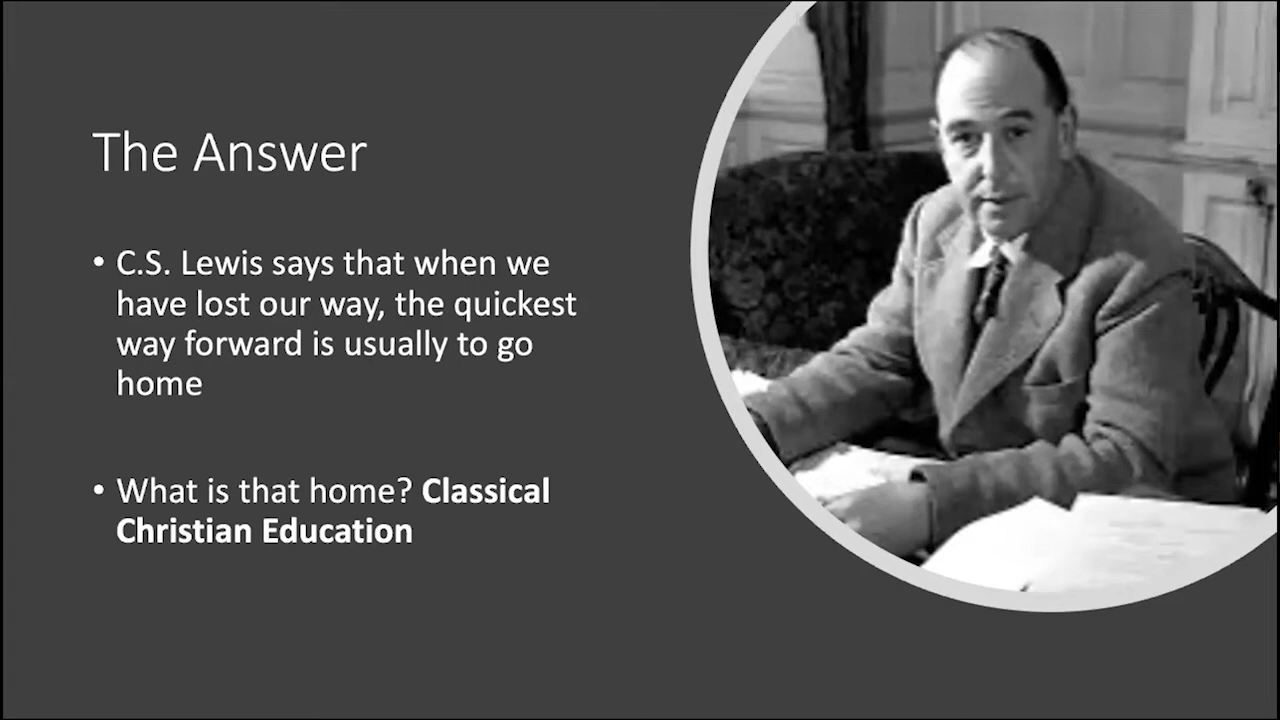 The Answer
• C.S. Lewis says that when we
have lost our way, the quickest
way forward is usually to go
home
• What is that home? Classical
Christian Education